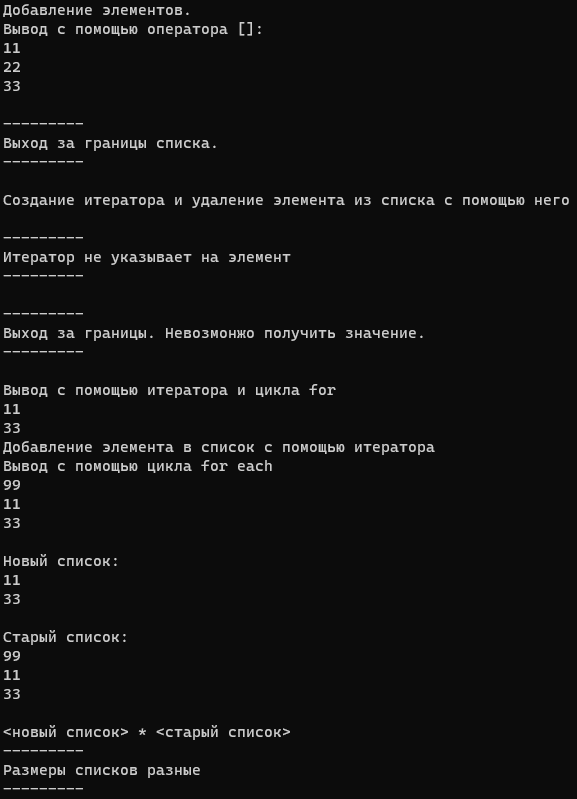 Добавление элементов.
Вывод с помощью оператора []:
11
22
33
---------
Выход за границы списка.
---------
Создание итератора и удаление элемента из списка с помощью него
---------
Итератор не указывает на элемент
---------
---------
Выход за границы. Невозмонжо получить значение.
---------
Вывод с помощью итератора и цикла for
11
33
Добавление элемента в список с помощью итератора
Вывод с помощью цикла for each
99
11
33
Новый список:
11
33
Старый список:
99
11
33
<новый список> * <старый список>
---------
Размеры списков разные
---------